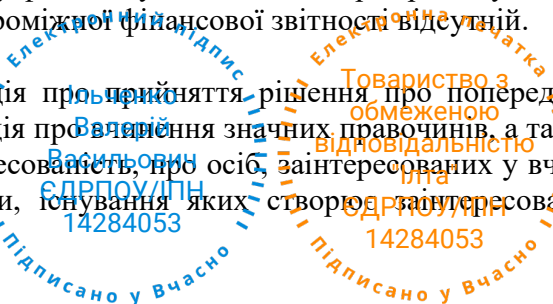 роміжної фінансової звітності відсутній.
ія про прийняття рішення про поперед
ія про вчинення значних правочинів, а та
есованість, про осіб, заінтересованих у вч
и, існування яких створює заінтересова
Електронний підпис
Ільченко
Валерій
Васильович
ЄДРПОУ/ІПН
14284053
Підписано у Вчасно
Електронна печатка
Товариство з
обмеженою
відповідальністю
"Ілта"
ЄДРПОУ/ІПН
14284053
Підписано у Вчасно